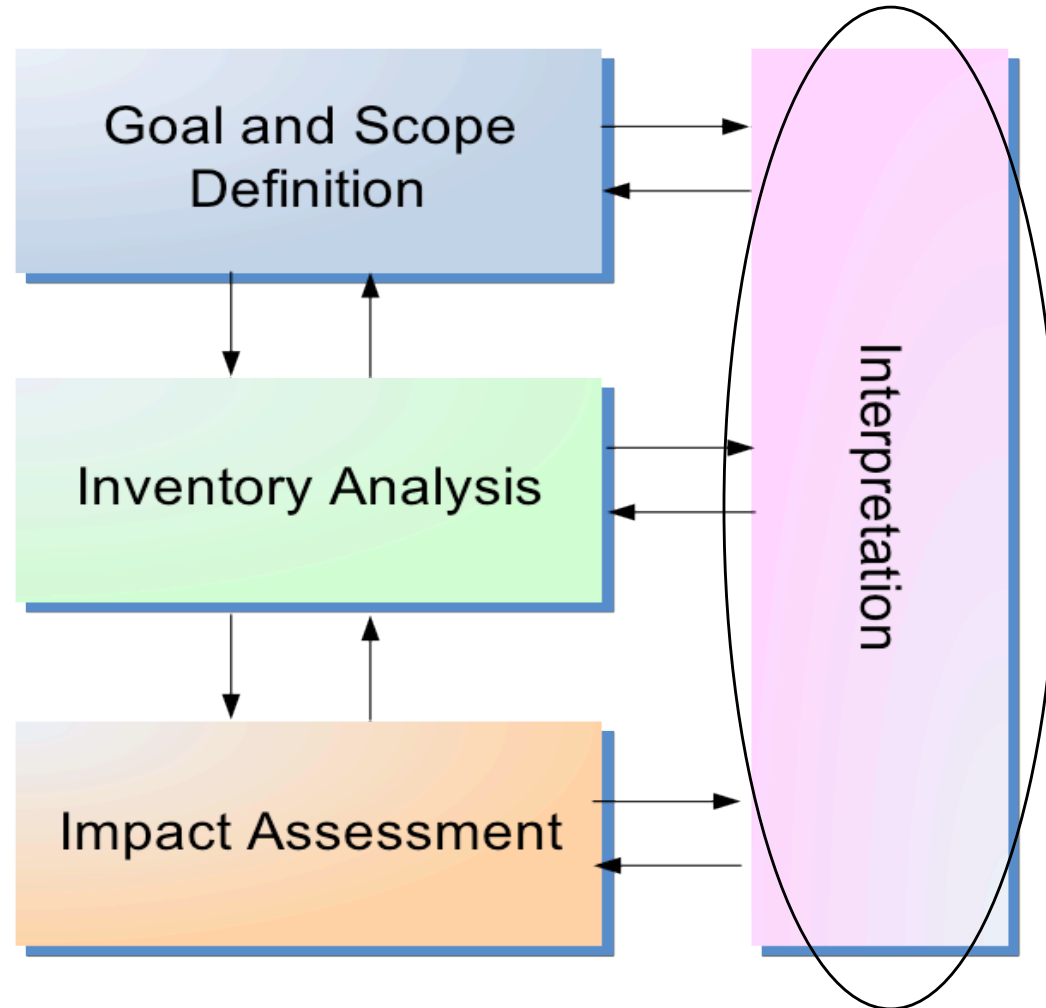 Goal and Scope
Definition
Inventory Analysis
Impact Assessment
Interpretation